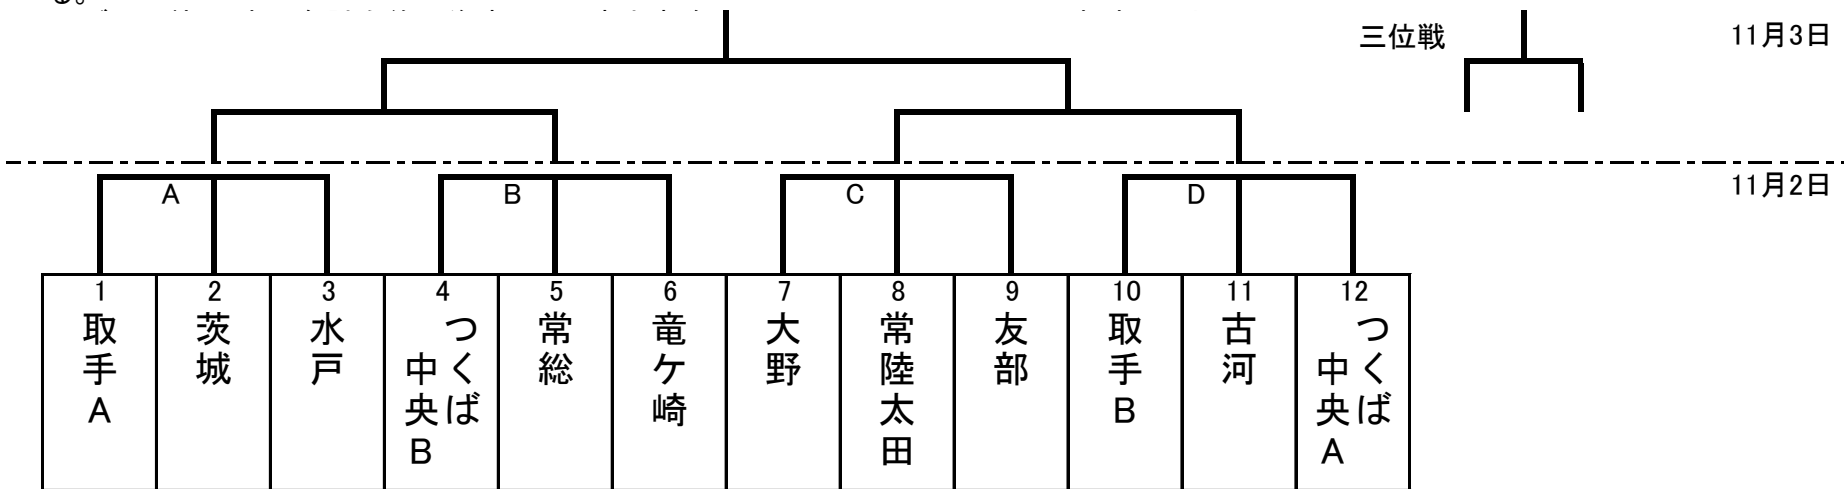 三位戦
11月3日
11月2日
A
B
C
D
1
取手A
2
茨城
3
水戸
4
つくば
中央B
5
常総
6
竜ケ崎
7
大野
8
常陸太田
9
友部
10
取手B
11
古河
12
つくば
中央A